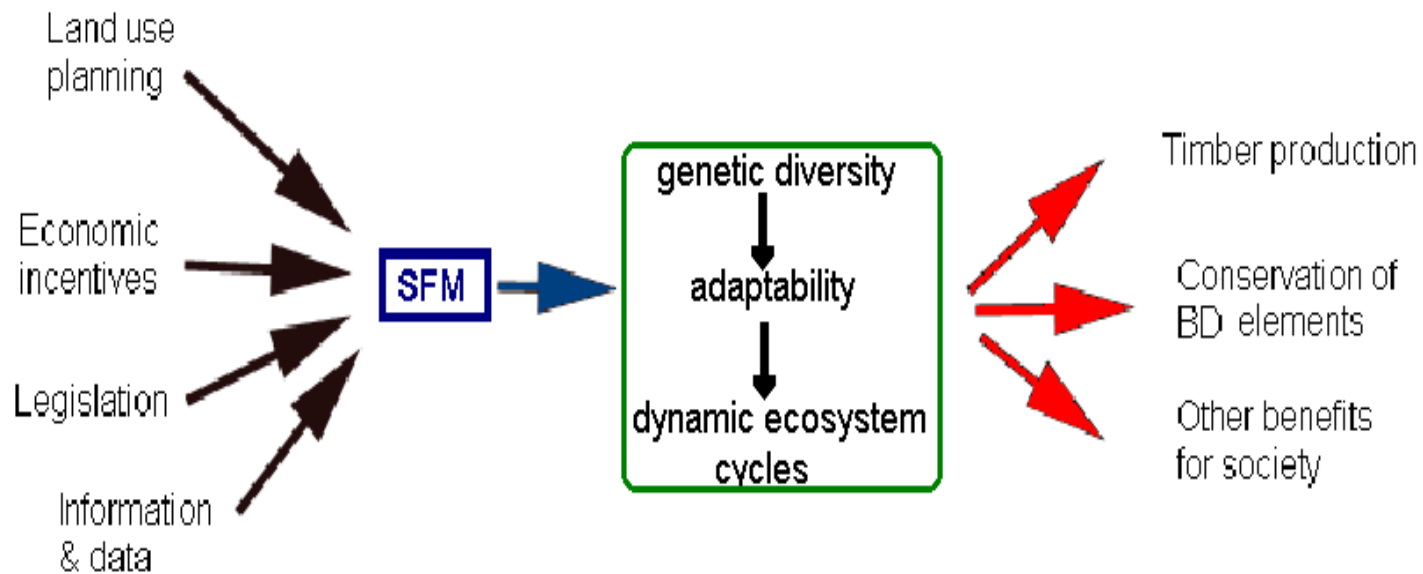 Land use
planning
Economic
incentives
Legislation
Information
& data
SFM
genetic diversity
adaptability
dynamic ecosystem
cycles
Timber production
Conservation of
BD elements
Other benefits
for society